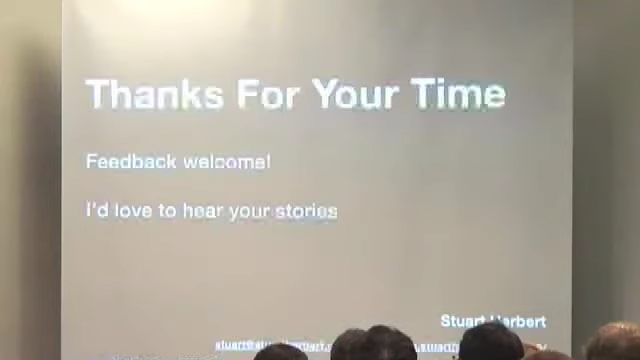 Thanks For Your Time
Feedback welcome!
I'd love to hear your stories
Stuart Herbert